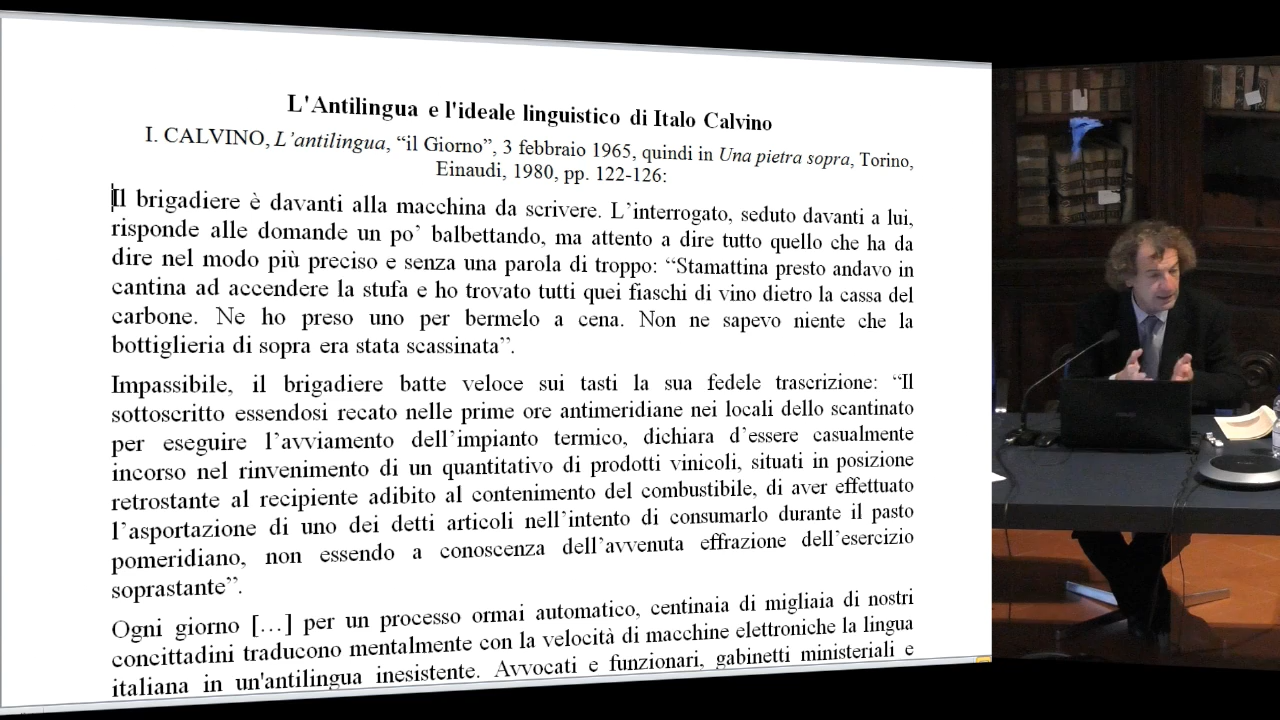 L'Antilingua e l'ideale linguistico di Italo Calvino
I. CALVINO, L’antilingua, “il Giorno”, 3 febbraio 1965, quindi in Una pietra sopra, Torino,
Einaudi, 1980, pp. 122-126:
Il brigadiere è davanti alla macchina da scrivere. L’interrogato, seduto davanti a lui,
risponde alle domande un po’ balbettando, ma attento a dire tutto quello che ha da
dire nel modo più preciso e senza una parola di troppo: “Stamattina presto andavo in
cantina ad accendere la stufa e ho trovato tutti quei fiaschi di vino dietro la cassa del
carbone. Ne ho preso uno per bermelo a cena. Non ne sapevo niente che la
bottiglieria di sopra era stata scassinata”.
Impassibile, il brigadiere batte veloce sui tasti la sua fedele trascrizione: “Il
sottoscritto essendosi recato nelle prime ore antimeridiane nei locali dello scantinato
per eseguire l’avviamento dell’impianto termico, dichiara d’essere casualmente
incorso nel rinvenimento di un quantitativo di prodotti vinicoli, situati in posizione
retrostante al recipiente adibito al contenimento del combustibile, di aver effettuato
l’asportazione di uno dei detti articoli nell’intento di consumarlo durante il pasto
pomeridiano, non essendo a conoscenza dell’avvenuta effrazione dell’esercizio
soprastante”.
Ogni giorno […] per un processo ormai automatico, centinaia di migliaia di nostri
concittadini traducono mentalmente con la velocità di macchine elettroniche la lingua
italiana in un'antilingua inesistente. Avvocati e funzionari, gabinetti ministeriali e